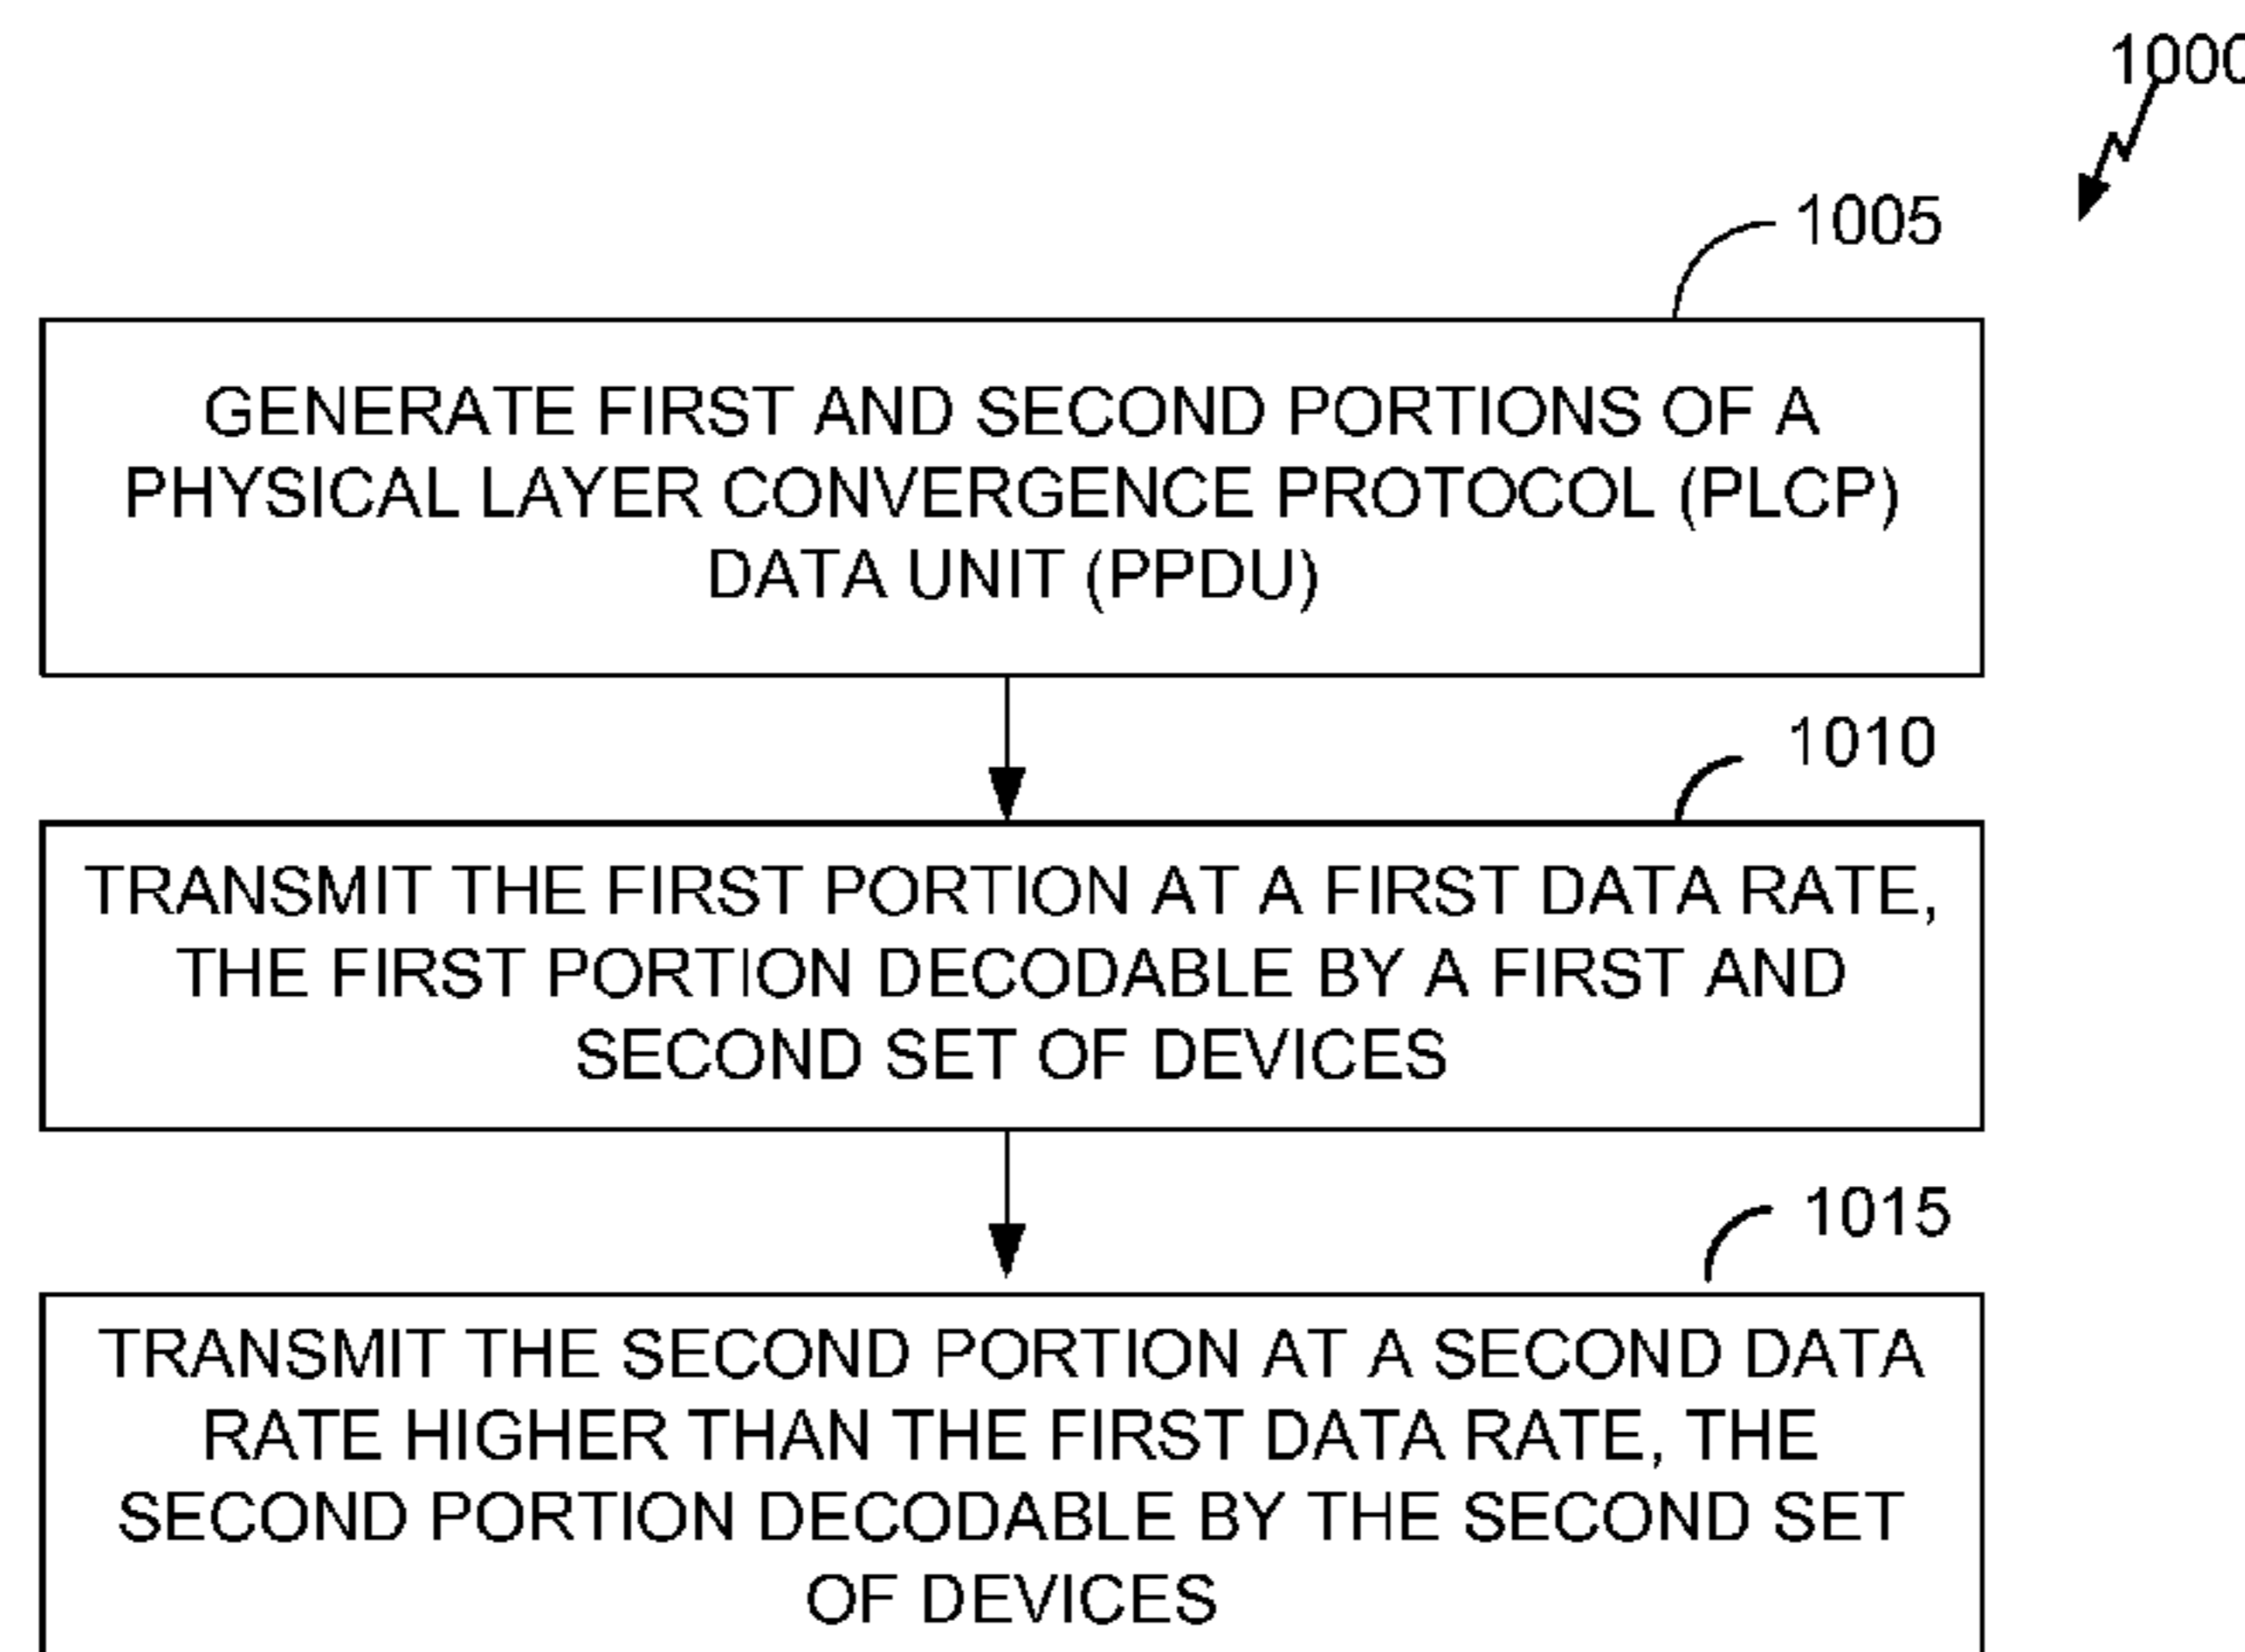 1000
1005
GENERATE FIRST AND SECOND PORTIONS OF A
PHYSICAL LAYER CONVERGENCE PROTOCOL (PLCP)
DATA UNIT (PPDU)
1010
TRANSMIT THE FIRST PORTION AT A FIRST DATA RATE,
THE FIRST PORTION DECODABLE BY A FIRST AND
SECOND SET OF DEVICES
1015
TRANSMIT THE SECOND PORTION AT A SECOND DATA
RATE HIGHER THAN THE FIRST DATA RATE, THE
SECOND PORTION DECODABLE BY THE SECOND SET
OF DEVICES